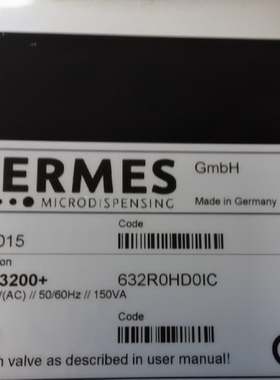 ERMES GmbH
MICRODISPENSING Made in Germany
Code
015
on
3200+ 632R0HD0IC
/(AC) // 50/60Hz // 150VA
Code
n valve as described in user manual!